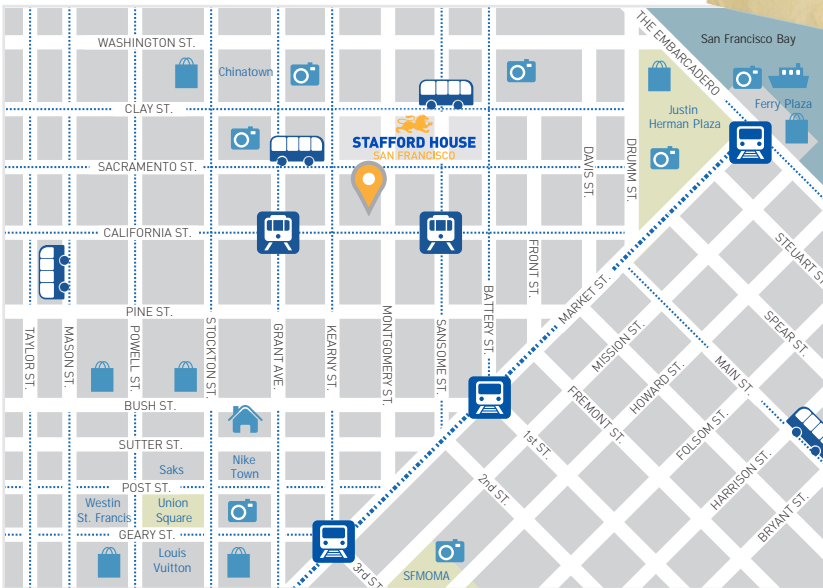 THE EMBARCADERO
San Francisco Bay
WASHINGTON ST.
Chinatown
Ferry Plaza
CLAY ST.
Justin
Herman Plaza
STAFFORD HOUSE
SAN FRANCISCO
SACRAMENTO ST.
DAVIS ST.
DRUMM ST.
CALIFORNIA ST.
FRONT ST.
STEUART ST.
MARKET ST.
PINE ST.
TAYLOR ST.
MASON ST.
POWELL ST.
STOCKTON ST.
GRANT AVE.
KEARNY ST.
MONTGOMERY ST.
SANSOME ST.
BATTERY ST.
MISSION ST.
SPEAR ST.
MAIN ST.
HOWARD ST.
FREMONT ST.
FOLSOM ST.
HARRISON ST.
BRYANT ST.
BUSH ST.
SUTTER ST.
1st ST.
2nd ST.
Saks
Nike
Town
POST ST.
Westin
St. Francis
Union
Square
GEARY ST.
Louis
Vuitton
3rd ST.
SFMOMA